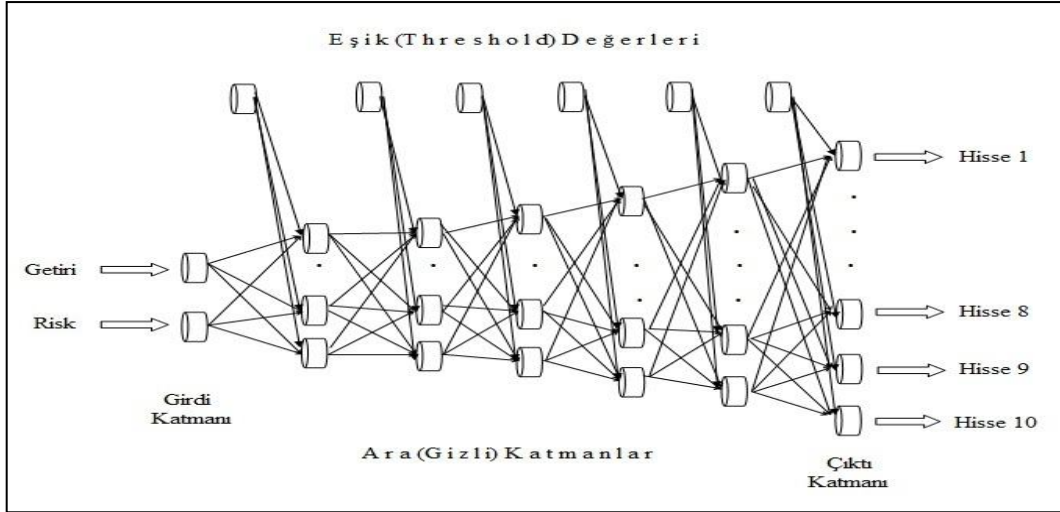 Eşik (Threshold) Değerleri
Hisse 1
Getiri
Risk
Hisse 8
Hisse 9
Hisse 10
Girdi
Katmanı
Ara (Gizli) Katmanlar
Çıktı
Katmanı